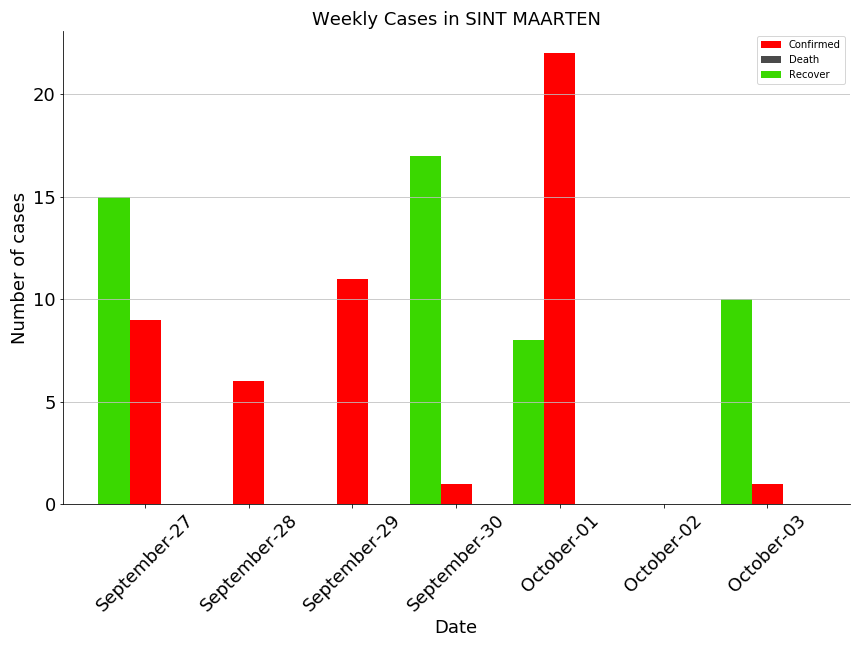 Weekly Cases in SINT MAARTEN
Confirmed
Death
Recover
Number of cases
20
15
10
5
0
September-27
September-28
September-29
September-30
October-01
October-02
October-03
Date